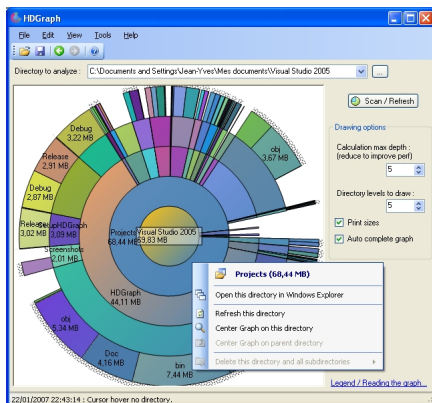 HDGraph
File Edit View Tools Help
Directory to analyze : C:\Documents and Settings\Jean-Yves\Mes documents\Visual Studio 2005 ...
Scan / Refresh
Drawing options
Calculation max depth :
(reduce to improve perf)
5
Directory levels to draw :
5
Print sizes
Auto complete graph
Debug
3,22 MB
obj
3,67 MB
Release
2,91 MB
Debug
2,87 MB
Release
3,02 MB
SetupHDGraph
3,09 MB
Projects
68,44 MB
Visual Studio 2005
69,83 MB
Screenshots
2,01 MB
HDGraph
44,11 MB
obj
5,34 MB
Doc
4,16 MB
bin
7,44 MB
Projects (68,44 MB)
Open this directory in Windows Explorer
Refresh this directory
Center Graph on this directory
Center Graph on parent directory
Delete this directory and all subdirectories
Legend / Reading the graph...
22/01/2007 22:43:14 : Cursor hover no directory.